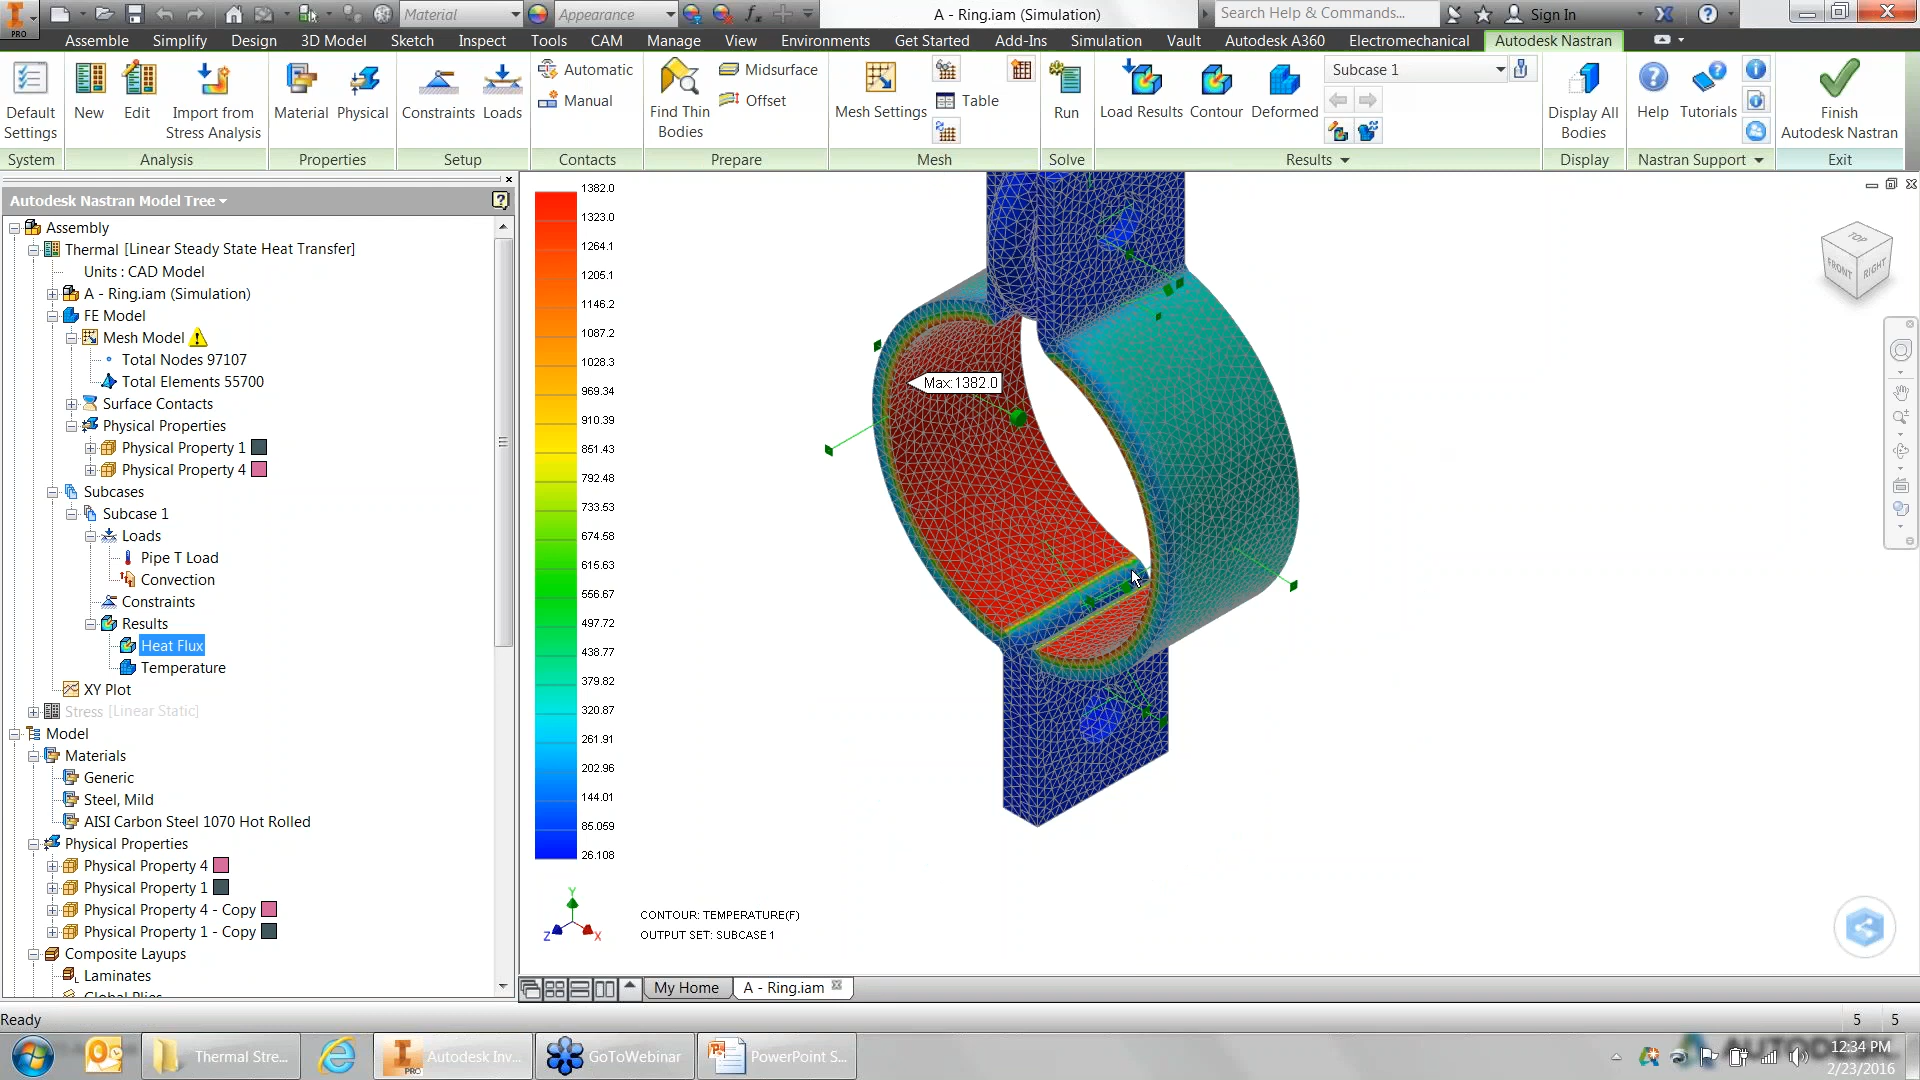 PRO
Material
Appearance
A - Ring.iam (Simulation)
Search Help & Commands...
Sign In
Assemble
Simplify
Design
3D Model
Sketch
Inspect
Tools
CAM
Manage
View
Environments
Get Started
Add-Ins
Simulation
Vault
Autodesk A360
Electromechanical
Autodesk Nastran
Default Settings
New
Edit
Import from Stress Analysis
Material
Physical
Constraints
Loads
Automatic
Manual
Find Thin Bodies
Midsurface
Offset
Mesh Settings
Table
Run
Load Results
Contour
Deformed
Subcase 1
Display All Bodies
Help
Tutorials
Finish Autodesk Nastran
System
Analysis
Properties
Setup
Contacts
Prepare
Mesh
Solve
Results
Display
Nastran Support
Exit
Autodesk Nastran Model Tree
Assembly
Thermal [Linear Steady State Heat Transfer]
Units : CAD Model
A - Ring.iam (Simulation)
FE Model
Mesh Model
Total Nodes 97107
Total Elements 55700
Surface Contacts
Physical Properties
Physical Property 1
Physical Property 4
Subcases
Subcase 1
Loads
Pipe T Load
Convection
Constraints
Results
Heat Flux
Temperature
XY Plot
Stress [Linear Static]
Model
Materials
Generic
Steel, Mild
AISI Carbon Steel 1070 Hot Rolled
Physical Properties
Physical Property 4
Physical Property 1
Physical Property 4 - Copy
Physical Property 1 - Copy
Composite Layups
Laminates
Global Plies
1382.0
1323.0
1264.1
1205.1
1146.2
1087.2
1028.3
969.34
910.39
851.43
792.48
733.53
674.58
615.63
556.67
497.72
438.77
379.82
320.87
261.91
202.96
144.01
85.059
26.108
Max:1382.0
TOP
FRONT
RIGHT
Y
Z
X
CONTOUR: TEMPERATURE(F)
OUTPUT SET: SUBCASE 1
My Home
A - Ring.iam
Ready
5
5
Thermal Stre...
PRO
Autodesk Inv...
GoToWebinar
PowerPoint S...
12:34 PM
2/23/2016